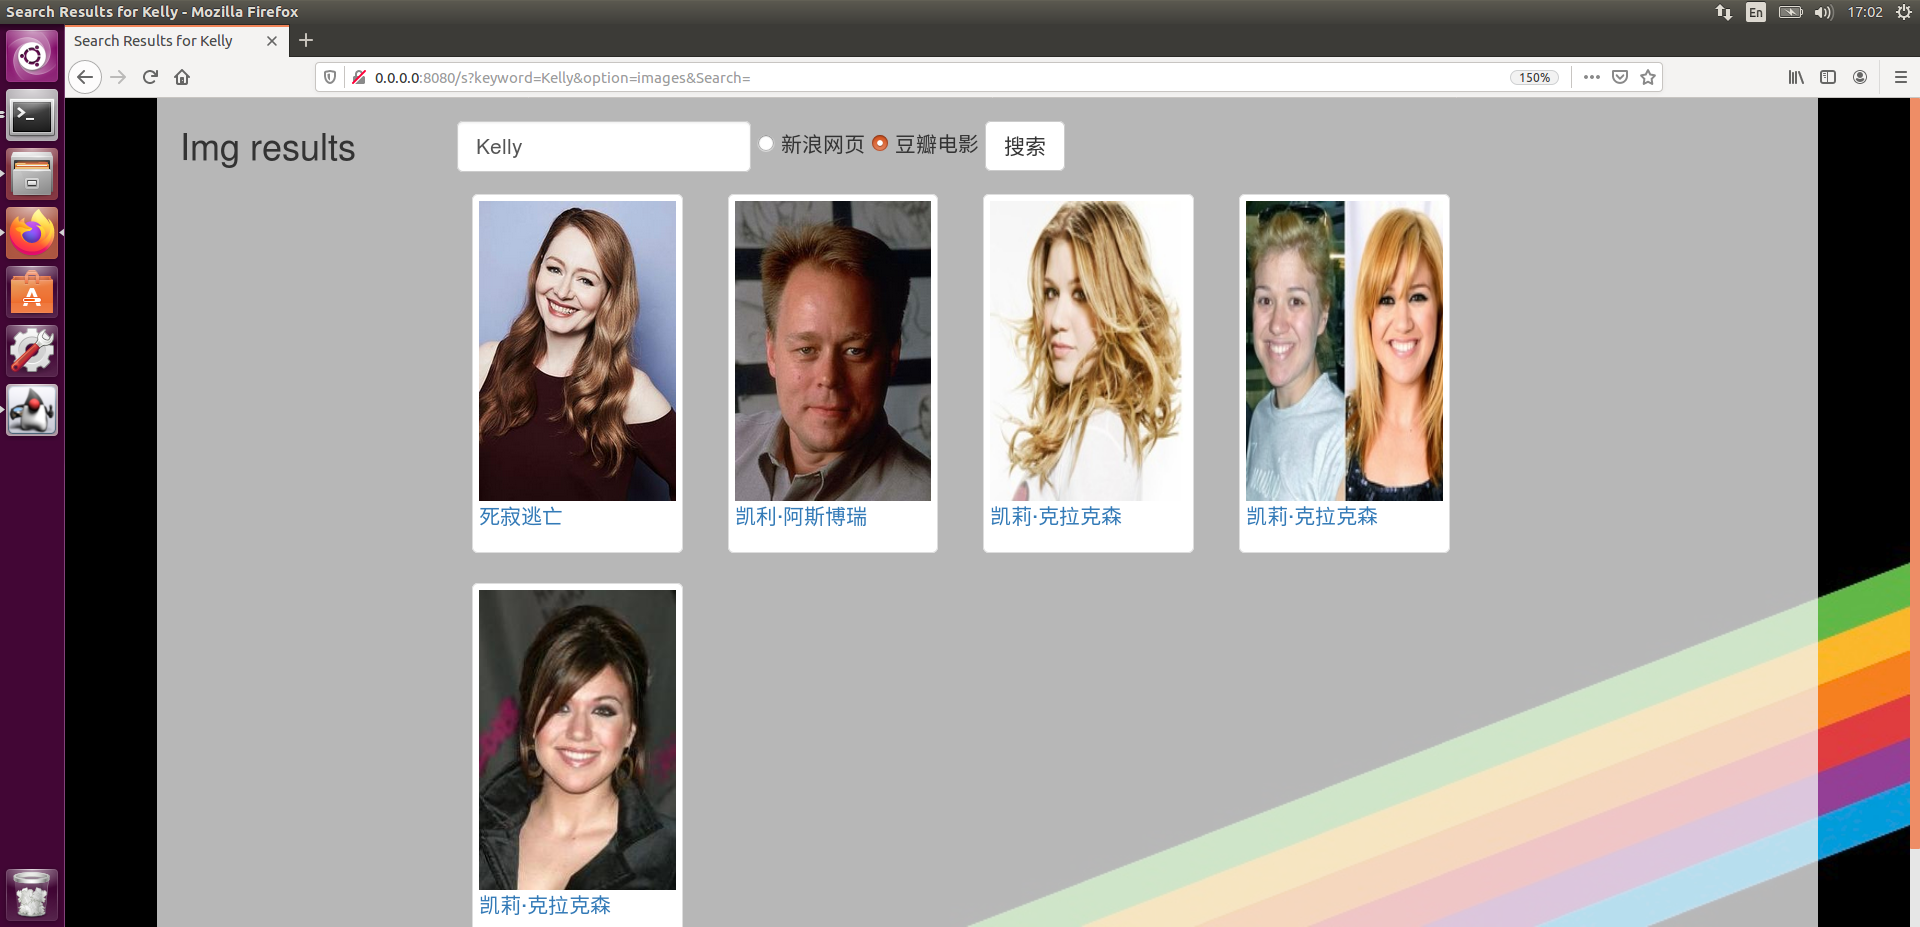 Search Results for Kelly - Mozilla Firefox
En
17:02
Search Results for Kelly
0.0.0.0:8080/s?keyword=Kelly&option=images&Search=
150%
Img results
Kelly
新浪网页
豆瓣电影
搜索
死寂逃亡
凯利·阿斯博瑞
凯莉·克拉克森
凯莉·克拉克森
凯莉·克拉克森